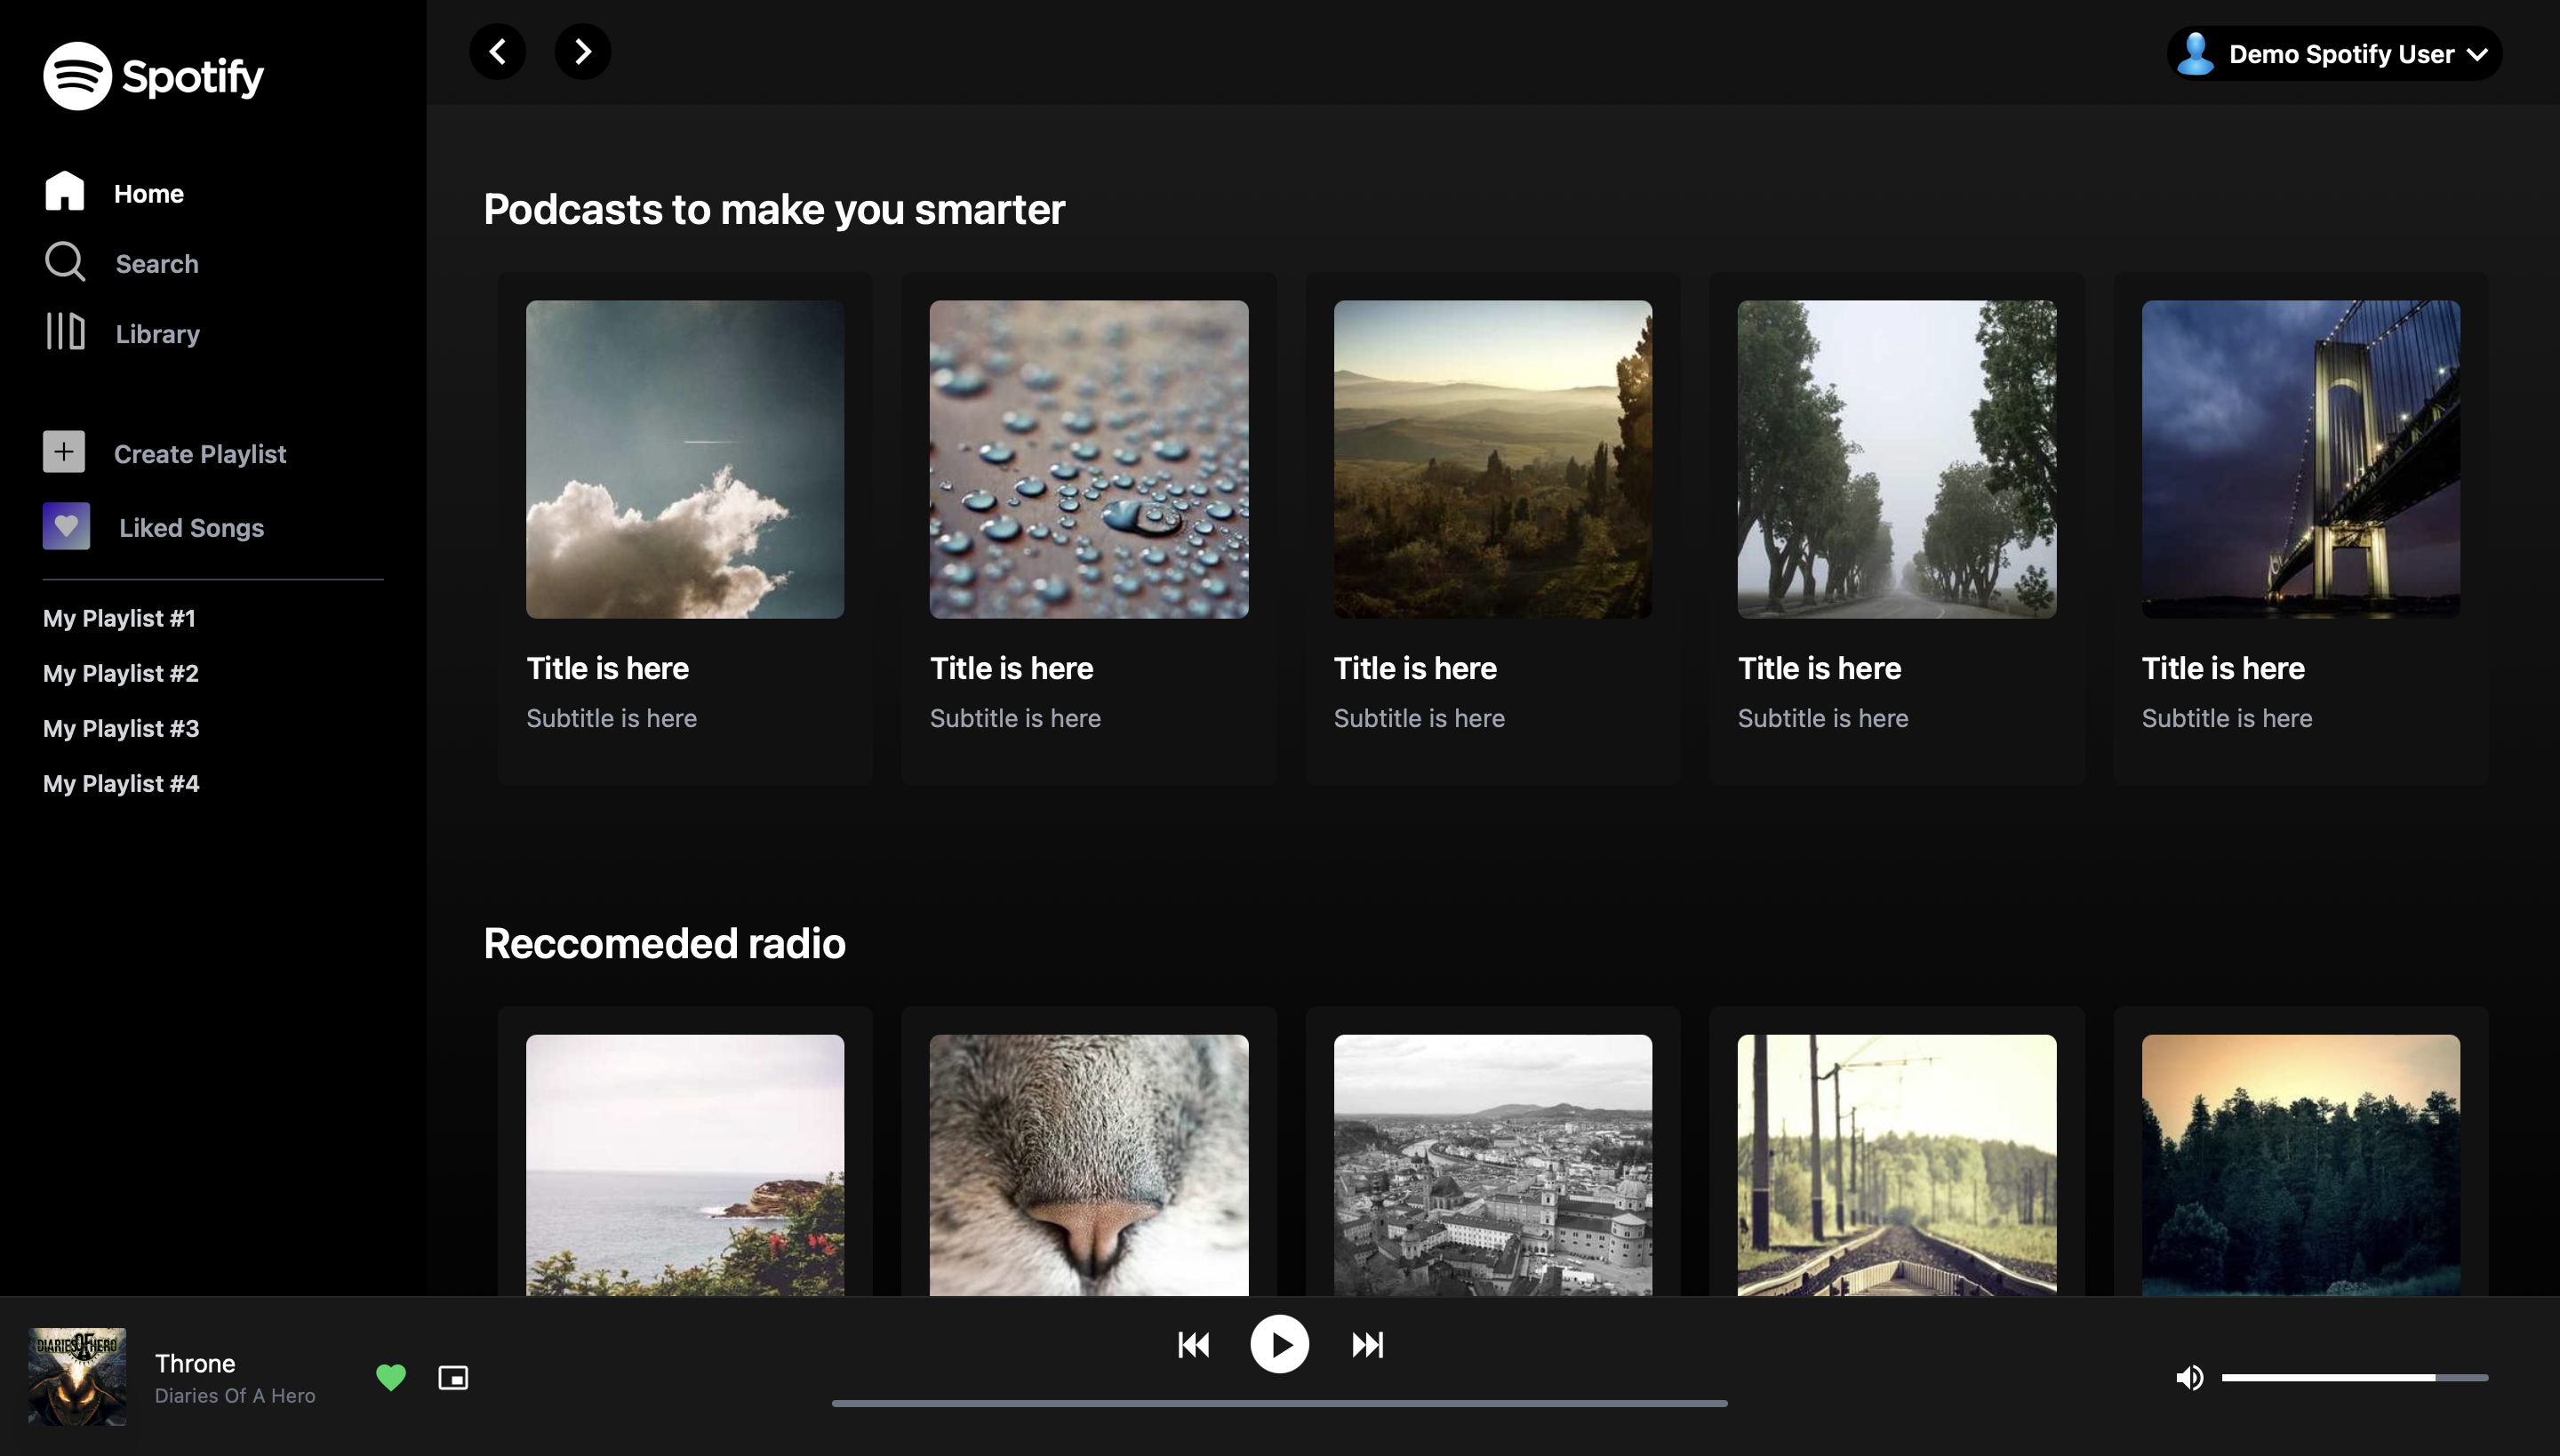 Spotify
Home
Search
Library
Create Playlist
Liked Songs
My Playlist #1
My Playlist #2
My Playlist #3
My Playlist #4
Demo Spotify User
Podcasts to make you smarter
Title is here
Subtitle is here
Title is here
Subtitle is here
Title is here
Subtitle is here
Title is here
Subtitle is here
Title is here
Subtitle is here
Reccomeded radio
DIARIES OF A HERO
Throne
Diaries Of A Hero